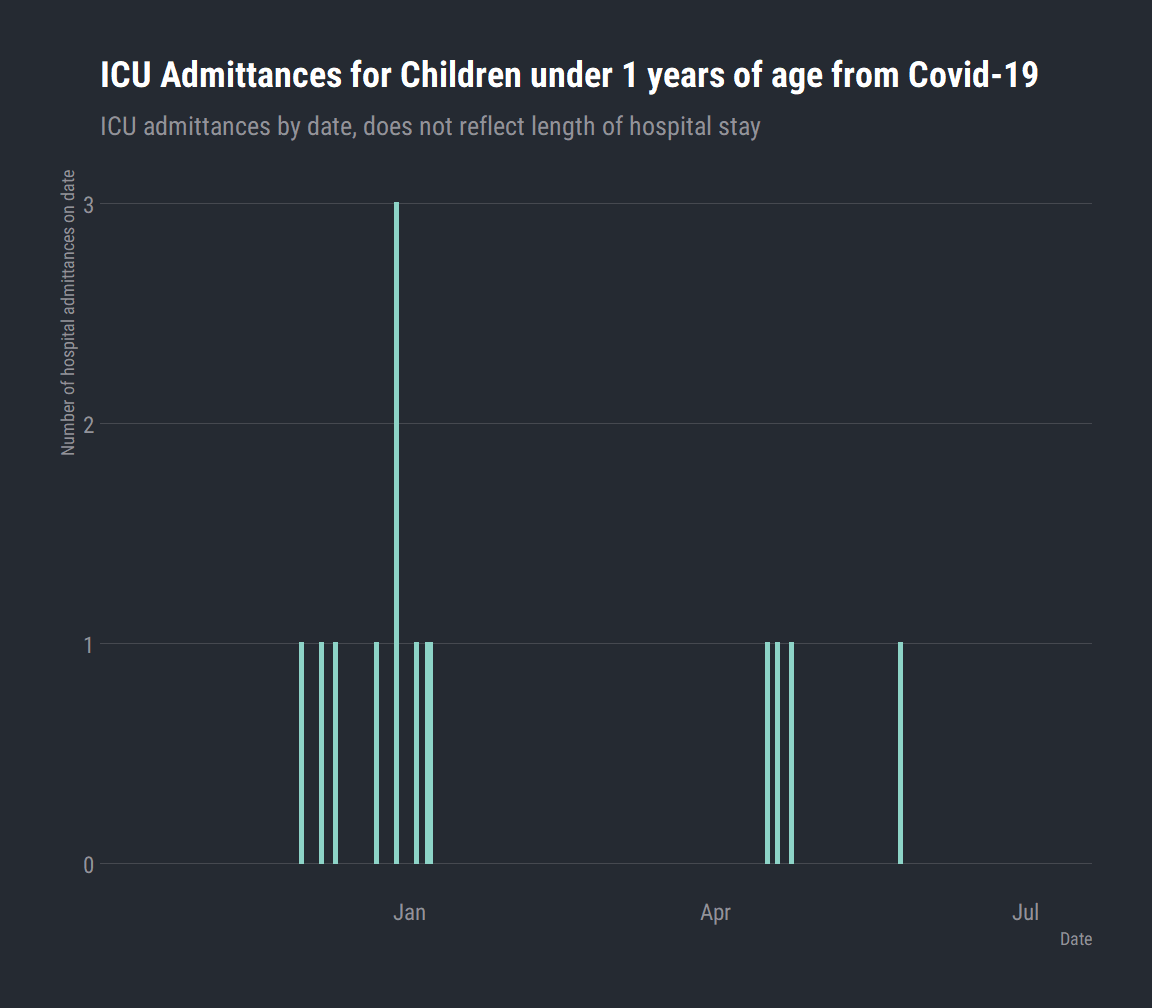 ICU Admittances for Children under 1 years of age from Covid-19
ICU admittances by date, does not reflect length of hospital stay
Number of hospital admittances on date
3
2
1
0
Jan Apr Jul
Date